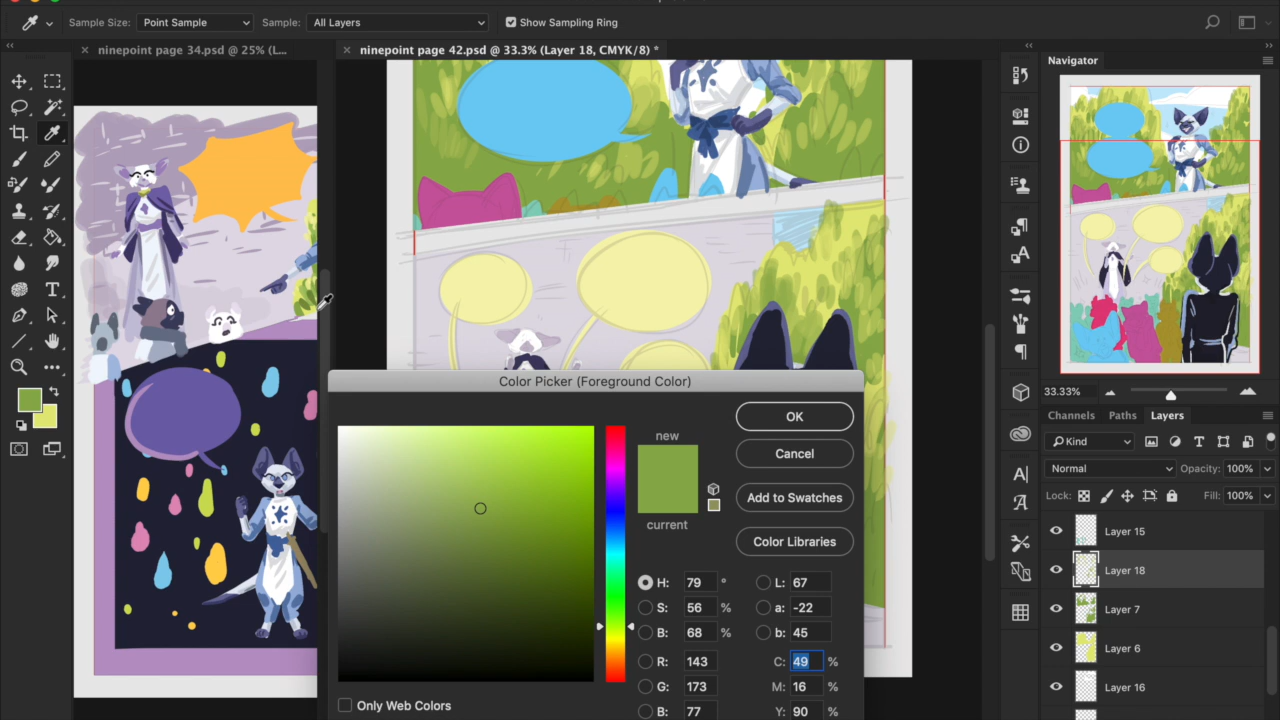 Sample Size: Point Sample Sample: All Layers Show Sampling Ring
ninepoint page 34.psd @ 25% (L... ninepoint page 42.psd @ 33.3% (Layer 18, CMYK/8) *
Navigator
33.33%
Channels Paths Layers
Kind
Normal Opacity: 100%
Lock: Fill: 100%
Layer 15
Layer 18
Layer 7
Layer 6
Layer 16
Color Picker (Foreground Color)
new
current
OK
Cancel
Add to Swatches
Color Libraries
H: 79 ° L: 67
S: 56 % a: -22
B: 68 % b: 45
R: 143 C: 49 %
G: 173 M: 16 %
B: 77 Y: 90 %
Only Web Colors